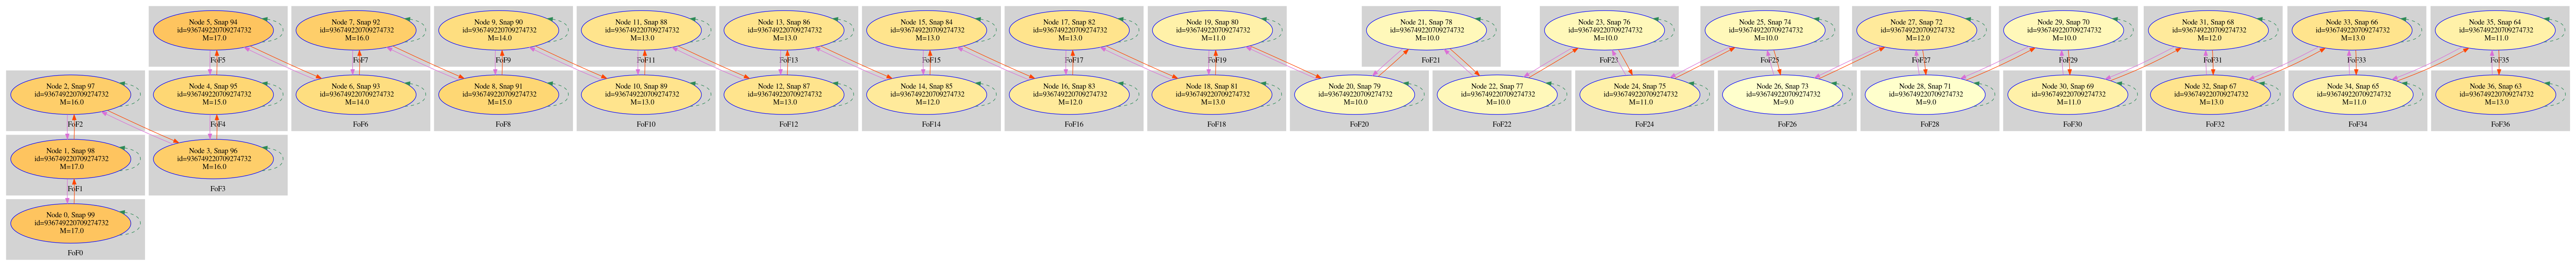 Node 5, Snap 94
id=936749220709274732
M=17.0
FoF5
Node 7, Snap 92
id=936749220709274732
M=16.0
FoF7
Node 9, Snap 90
id=936749220709274732
M=14.0
FoF9
Node 11, Snap 88
id=936749220709274732
M=13.0
FoF11
Node 13, Snap 86
id=936749220709274732
M=13.0
FoF13
Node 15, Snap 84
id=936749220709274732
M=13.0
FoF15
Node 17, Snap 82
id=936749220709274732
M=13.0
FoF17
Node 19, Snap 80
id=936749220709274732
M=11.0
FoF19
Node 21, Snap 78
id=936749220709274732
M=10.0
FoF21
Node 23, Snap 76
id=936749220709274732
M=10.0
FoF23
Node 25, Snap 74
id=936749220709274732
M=10.0
FoF25
Node 27, Snap 72
id=936749220709274732
M=12.0
FoF27
Node 29, Snap 70
id=936749220709274732
M=10.0
FoF29
Node 31, Snap 68
id=936749220709274732
M=12.0
FoF31
Node 33, Snap 66
id=936749220709274732
M=13.0
FoF33
Node 35, Snap 64
id=936749220709274732
M=11.0
FoF35
Node 2, Snap 97
id=936749220709274732
M=16.0
FoF2
Node 4, Snap 95
id=936749220709274732
M=15.0
FoF4
Node 6, Snap 93
id=936749220709274732
M=14.0
FoF6
Node 8, Snap 91
id=936749220709274732
M=15.0
FoF8
Node 10, Snap 89
id=936749220709274732
M=13.0
FoF10
Node 12, Snap 87
id=936749220709274732
M=13.0
FoF12
Node 14, Snap 85
id=936749220709274732
M=12.0
FoF14
Node 16, Snap 83
id=936749220709274732
M=12.0
FoF16
Node 18, Snap 81
id=936749220709274732
M=13.0
FoF18
Node 20, Snap 79
id=936749220709274732
M=10.0
FoF20
Node 22, Snap 77
id=936749220709274732
M=10.0
FoF22
Node 24, Snap 75
id=936749220709274732
M=11.0
FoF24
Node 26, Snap 73
id=936749220709274732
M=9.0
FoF26
Node 28, Snap 71
id=936749220709274732
M=9.0
FoF28
Node 30, Snap 69
id=936749220709274732
M=11.0
FoF30
Node 32, Snap 67
id=936749220709274732
M=13.0
FoF32
Node 34, Snap 65
id=936749220709274732
M=11.0
FoF34
Node 36, Snap 63
id=936749220709274732
M=13.0
FoF36
Node 1, Snap 98
id=936749220709274732
M=17.0
FoF1
Node 3, Snap 96
id=936749220709274732
M=16.0
FoF3
Node 0, Snap 99
id=936749220709274732
M=17.0
FoF0